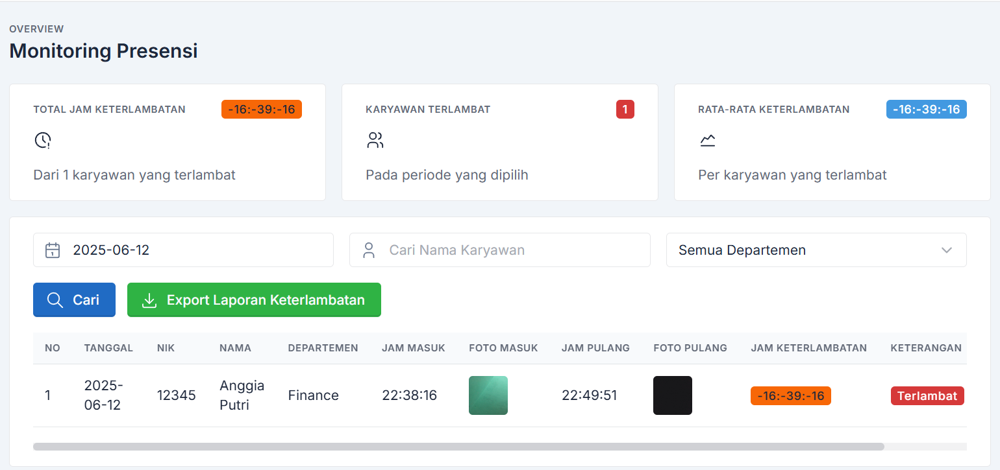 OVERVIEW
Monitoring Presensi
TOTAL JAM KETERLAMBATAN -16:-39:-16
Dari 1 karyawan yang terlambat
KARYAWAN TERLAMBAT 1
Pada periode yang dipilih
RATA-RATA KETERLAMBATAN -16:-39:-16
Per karyawan yang terlambat
1 2025-06-12
Cari Nama Karyawan
Semua Departemen
Cari
Export Laporan Keterlambatan
NO TANGGAL NIK NAMA DEPARTEMEN JAM MASUK FOTO MASUK JAM PULANG FOTO PULANG JAM KETERLAMBATAN KETERANGAN
1 2025-06-12 12345 Anggia Putri Finance 22:38:16 22:49:51 -16:-39:-16 Terlambat